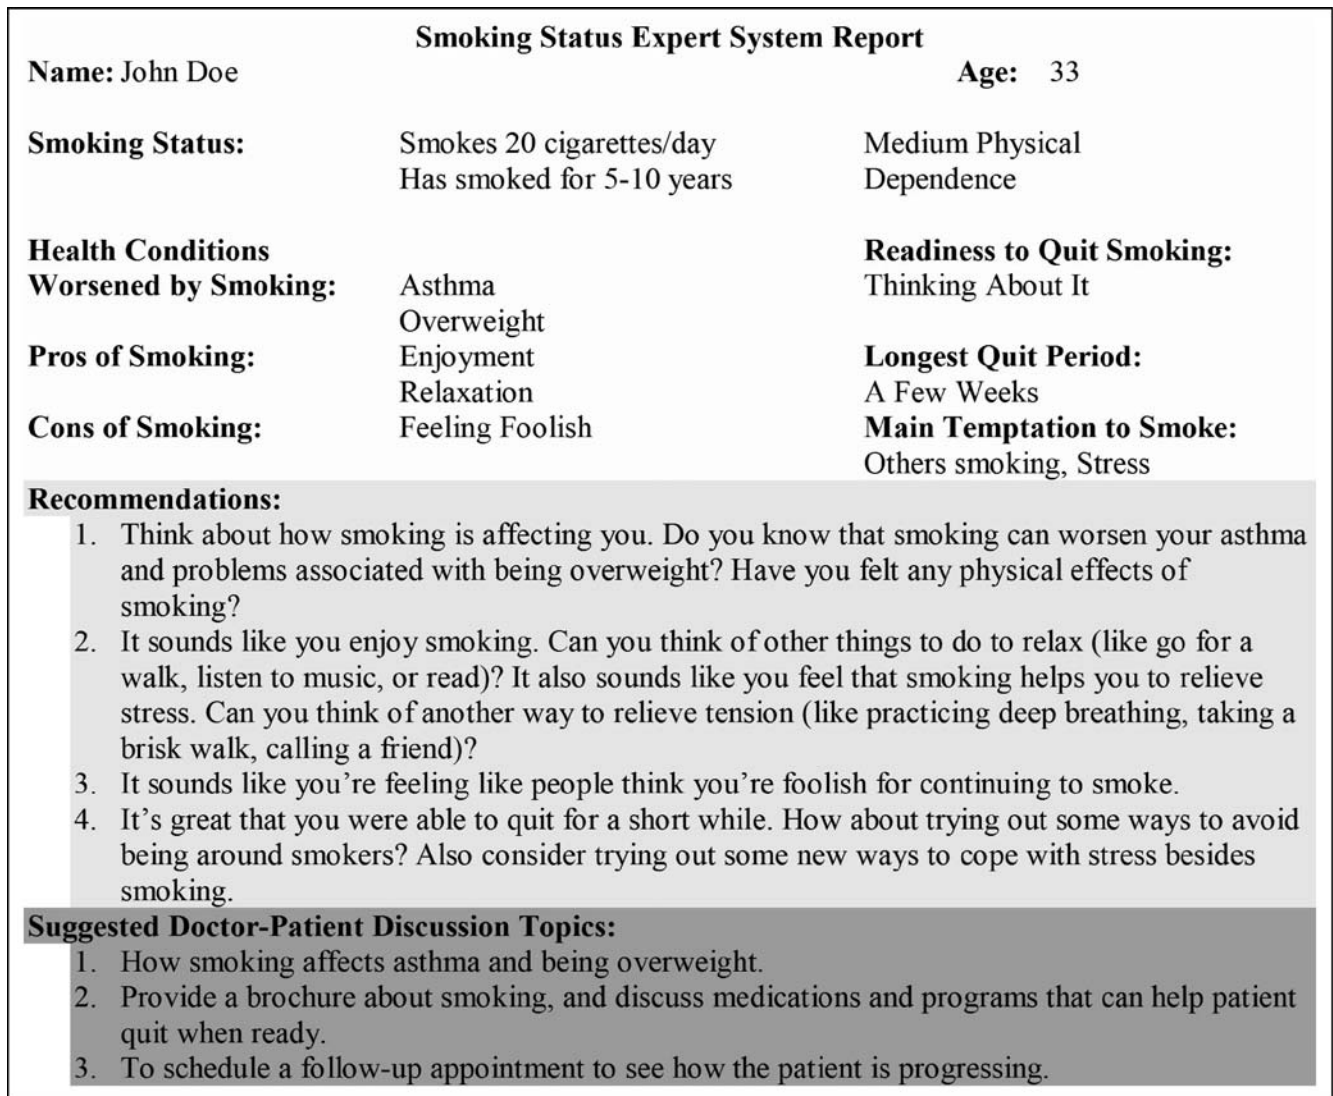 Smoking Status Expert System Report
Name: John Doe Age: 33
Smoking Status: Smokes 20 cigarettes/day Medium Physical
Has smoked for 5-10 years Dependence
Health Conditions Readiness to Quit Smoking:
Worsened by Smoking: Asthma Thinking About It
Overweight
Pros of Smoking: Enjoyment Longest Quit Period:
Relaxation A Few Weeks
Cons of Smoking: Feeling Foolish Main Temptation to Smoke:
Others smoking, Stress
Recommendations:
1. Think about how smoking is affecting you. Do you know that smoking can worsen your asthma
and problems associated with being overweight? Have you felt any physical effects of
smoking?
2. It sounds like you enjoy smoking. Can you think of other things to do to relax (like go for a
walk, listen to music, or read)? It also sounds like you feel that smoking helps you to relieve
stress. Can you think of another way to relieve tension (like practicing deep breathing, taking a
brisk walk, calling a friend)?
3. It sounds like you’re feeling like people think you’re foolish for continuing to smoke.
4. It’s great that you were able to quit for a short while. How about trying out some ways to avoid
being around smokers? Also consider trying out some new ways to cope with stress besides
smoking.
Suggested Doctor-Patient Discussion Topics:
1. How smoking affects asthma and being overweight.
2. Provide a brochure about smoking, and discuss medications and programs that can help patient
quit when ready.
3. To schedule a follow-up appointment to see how the patient is progressing.